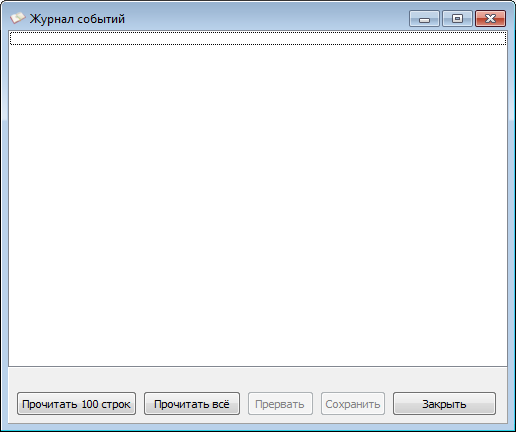 Журнал событий
Прочитать 100 строк Прочитать всё Прервать Сохранить Закрыть